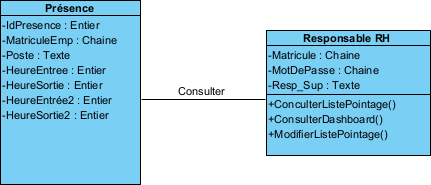 Présence
-IdPresence : Entier
-MatriculeEmp : Chaine
-Poste : Texte
-HeureEntree : Entier
-HeureSortie : Entier
-HeureEntrée2 : Entier
-HeureSortie2 : Entier
Consulter
Responsable RH
-Matricule : Chaine
-MotDePasse : Chaine
-Resp_Sup : Texte
+ConculterListePointage()
+ConsulterDashboard()
+ModifierListePointage()